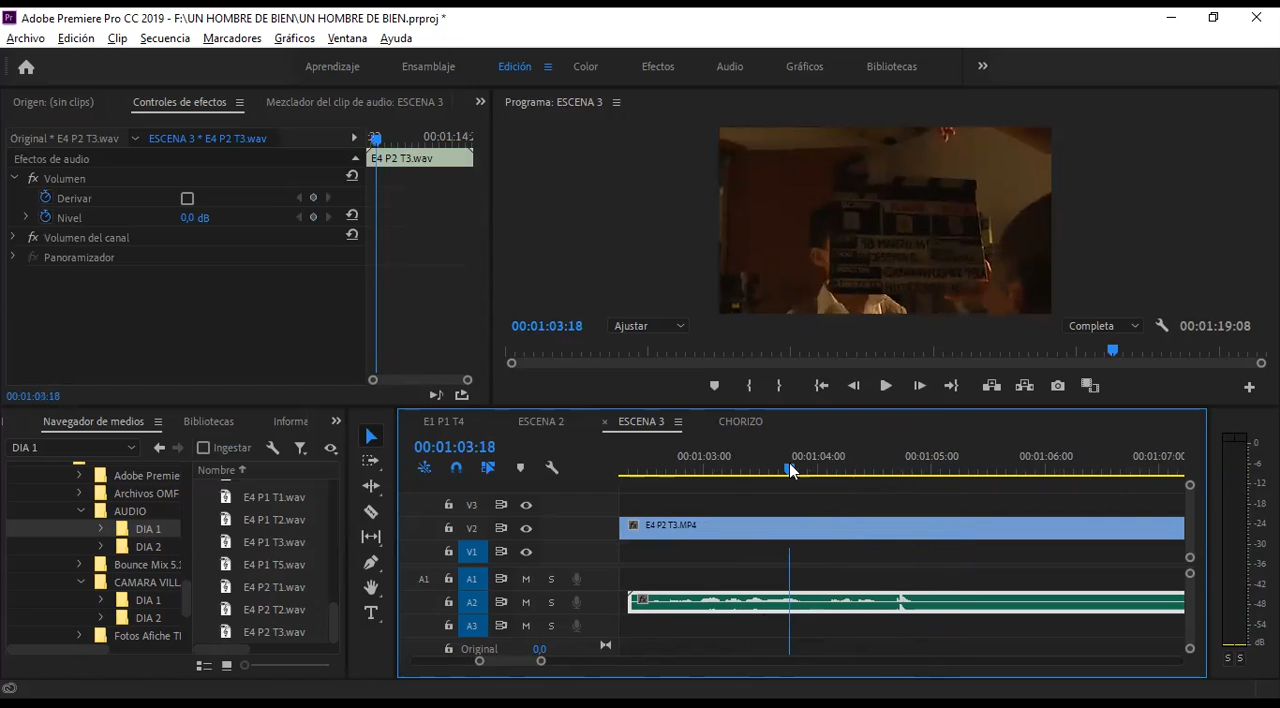 Adobe Premiere Pro CC 2019 - F:\UN HOMBRE DE BIEN\UN HOMBRE DE BIEN.prproj *
Archivo Edición Clip Secuencia Marcadores Gráficos Ventana Ayuda
Aprendizaje Ensamblaje Edición Color Efectos Audio Gráficos Bibliotecas
Origen: (sin clips) Controles de efectos Mezclador del clip de audio: ESCENA 3
Programa: ESCENA 3
Original * E4 P2 T3.wav ESCENA 3 * E4 P2 T3.wav 00:01:14:
Efectos de audio E4 P2 T3.wav
fx Volumen
Derivar
Nivel 0,0 dB
fx Volumen del canal
fx Panoramizador
00:01:03:18
00:01:03:18 Ajustar Completa 00:01:19:08
Navegador de medios Bibliotecas Informa
DIA 1 Ingestar
Nombre
Adobe Premie
Archivos OMF
AUDIO
DIA 1
DIA 2
Bounce Mix 5.1
CAMARA VILL
DIA 1
DIA 2
Fotos Afiche TI
E4 P1 T1.wav
E4 P1 T2.wav
E4 P1 T3.wav
E4 P1 T5.wav
E4 P2 T1.wav
E4 P2 T2.wav
E4 P2 T3.wav
E1 P1 T4 ESCENA 2 × ESCENA 3 CHORIZO
00:01:03:18
00:01:03:00 00:01:04:00 00:01:05:00 00:01:06:00 00:01:07:0
V3
V2 E4 P2 T3.MP4
V1
A1 A1 M S
A2 M S
A3 M S
Original 0,0
0
-6
-12
-18
-24
-30
-36
-42
-48
-54
dB
S S